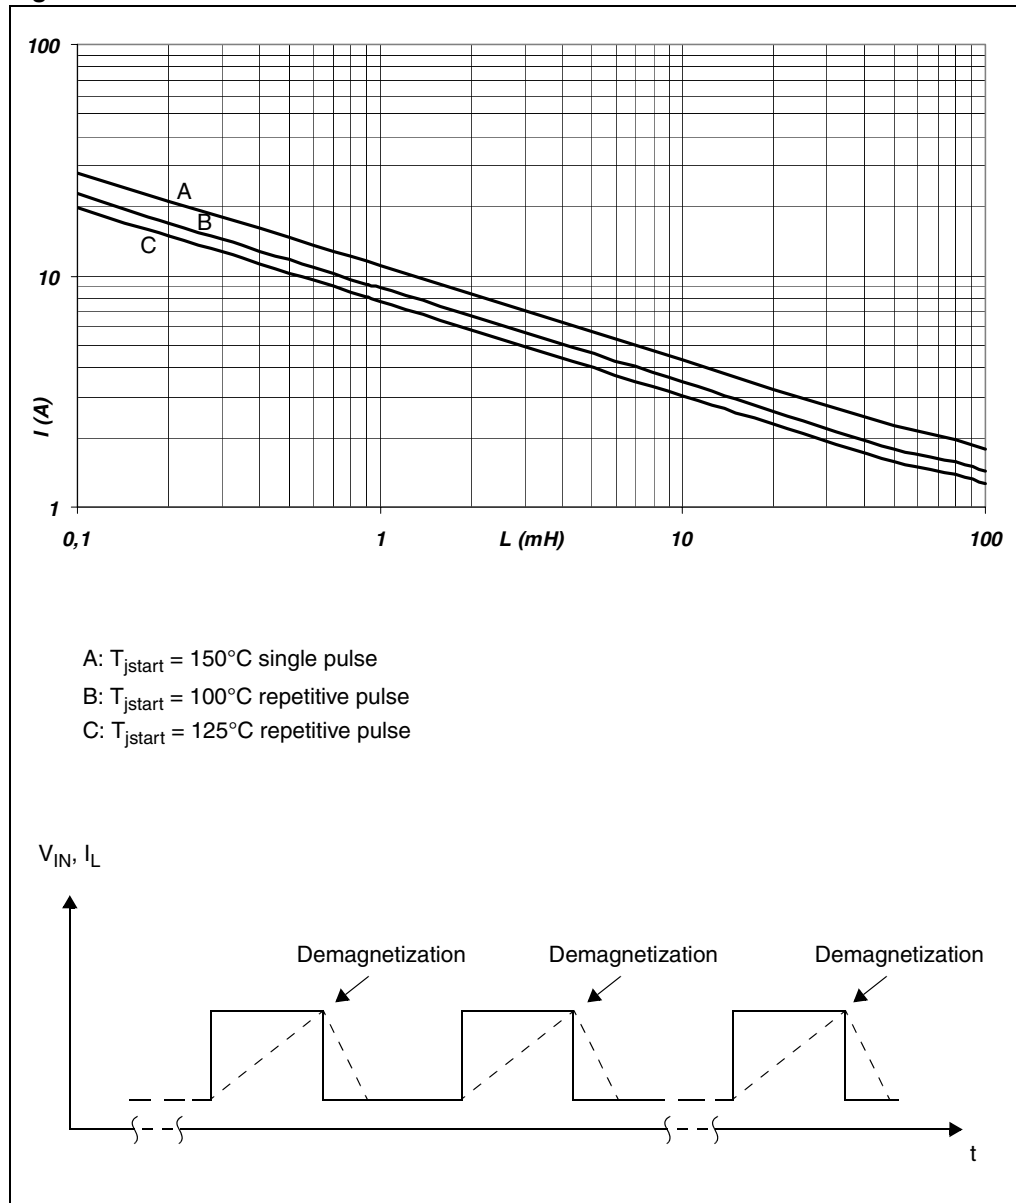 100
A
B
C
10
I (A)
1
0,1 1 L (mH) 10 100
A: Tjstart = 150°C single pulse
B: Tjstart = 100°C repetitive pulse
C: Tjstart = 125°C repetitive pulse
VIN, IL
Demagnetization Demagnetization Demagnetization
t